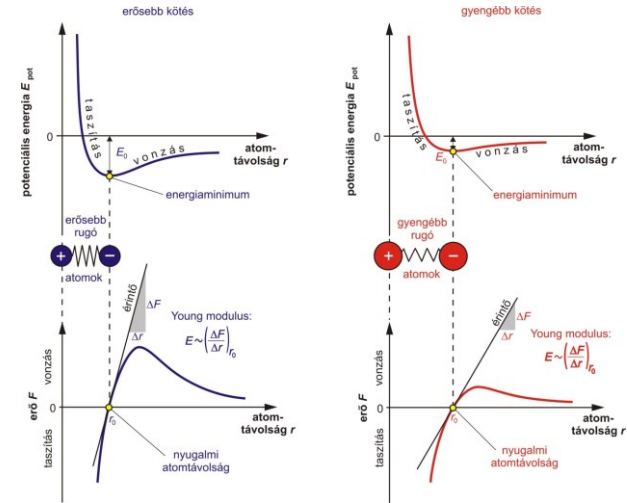 erősebb kötés
potenciális energia E pot
0
taszítás
E₀
vonzás
atom-
távolság r
energiaminimum
erősebb
rugó
+
−
atomok
érintő
ΔF
Δr
Young modulus:
E~(ΔF/Δr)r₀
vonzás
erő F
taszítás
0
r₀
atom-
távolság r
nyugalmi
atomtávolság
gyengébb kötés
potenciális energia E pot
0
taszítás
E₀
vonzás
atom-
távolság r
energiaminimum
gyengébb
rugó
+
−
atomok
érintő
ΔF
Δr
Young modulus:
E~(ΔF/Δr)r₀
vonzás
erő F
taszítás
0
r₀
atom-
távolság r
nyugalmi
atomtávolság